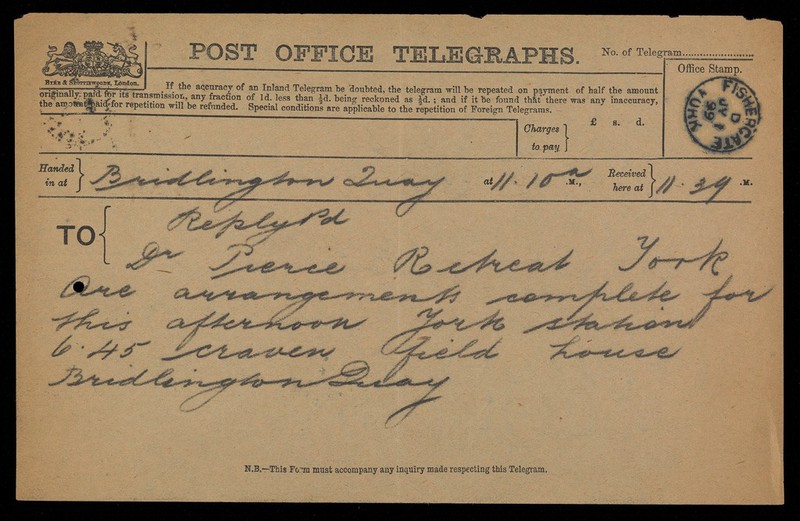 POST OFFICE TELEGRAPHS.
No. of Telegram
Office Stamp.
If the accuracy of an Inland Telegram be doubted, the telegram will be repeated on payment of half the amount
originally paid for its transmission, any fraction of 1d. less than ½d. being reckoned as ½d.; and if it be found that there was any inaccuracy,
the amount paid for repetition will be refunded. Special conditions are applicable to the repetition of Foreign Telegrams.
FISHERGATE YORK
99
Charges to pay } £ s. d.
Handed in at } Bridlington Quay at 11.10 a .M., Received here at } 11.29 .M.
TO {
Reply Pd
Dr Pierce Retreat York
Are arrangements complete for
this afternoon York station
6.45 craven field house
Bridlington Quay
N.B.—This Form must accompany any inquiry made respecting this Telegram.